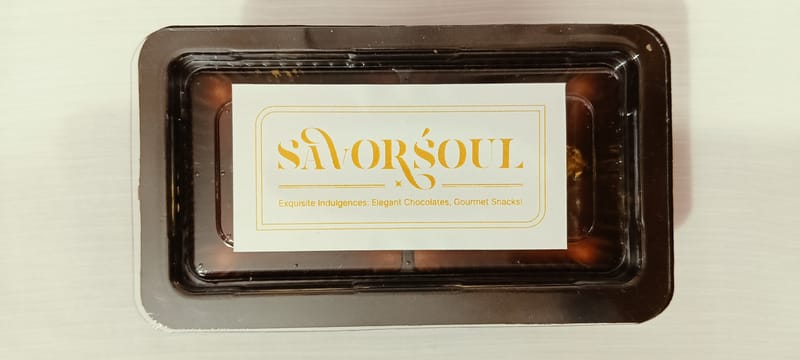 SAVORSOUL
Exquisite Indulgences: Elegant Chocolates, Gourmet Snacks!